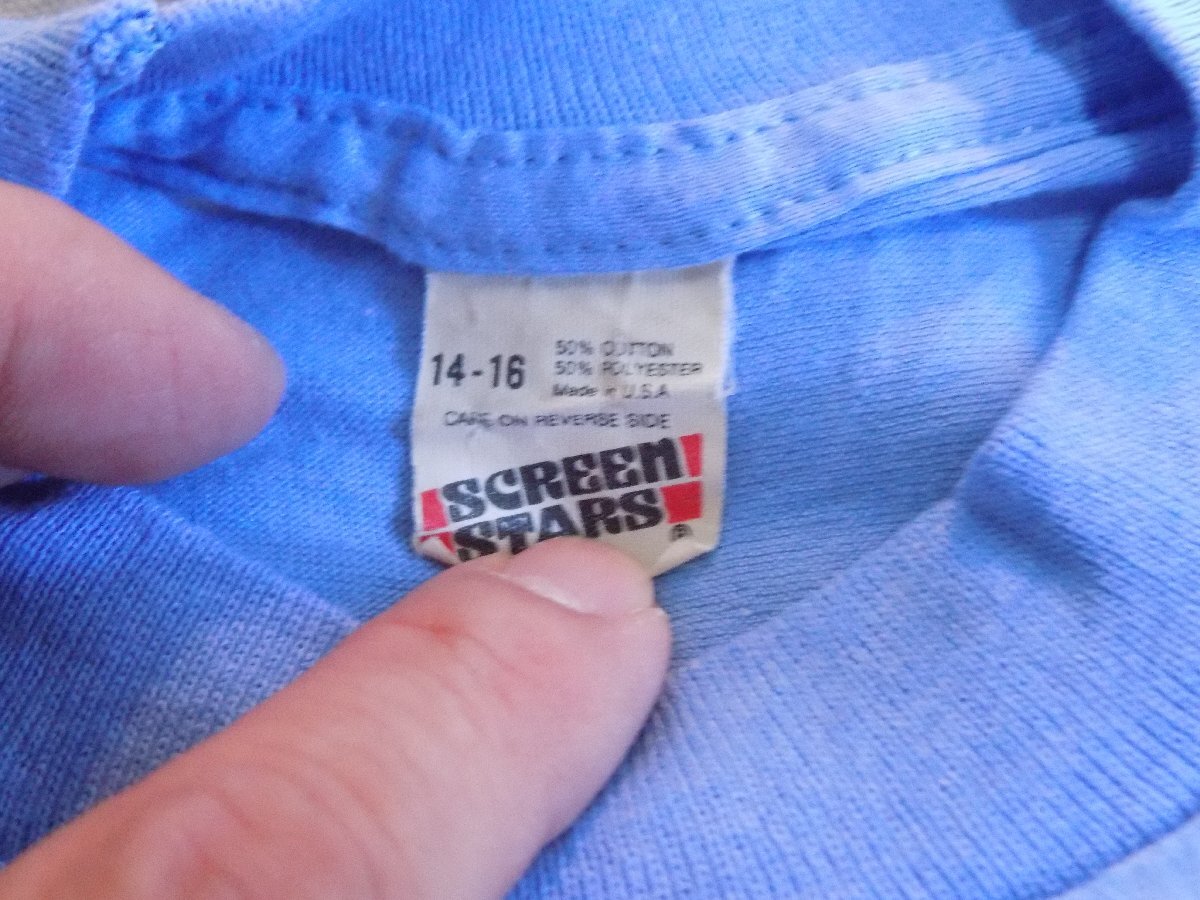 14-16
50% COTTON
50% POLYESTER
Made in U.S.A
CARE ON REVERSE SIDE
SCREEN
STARS
®